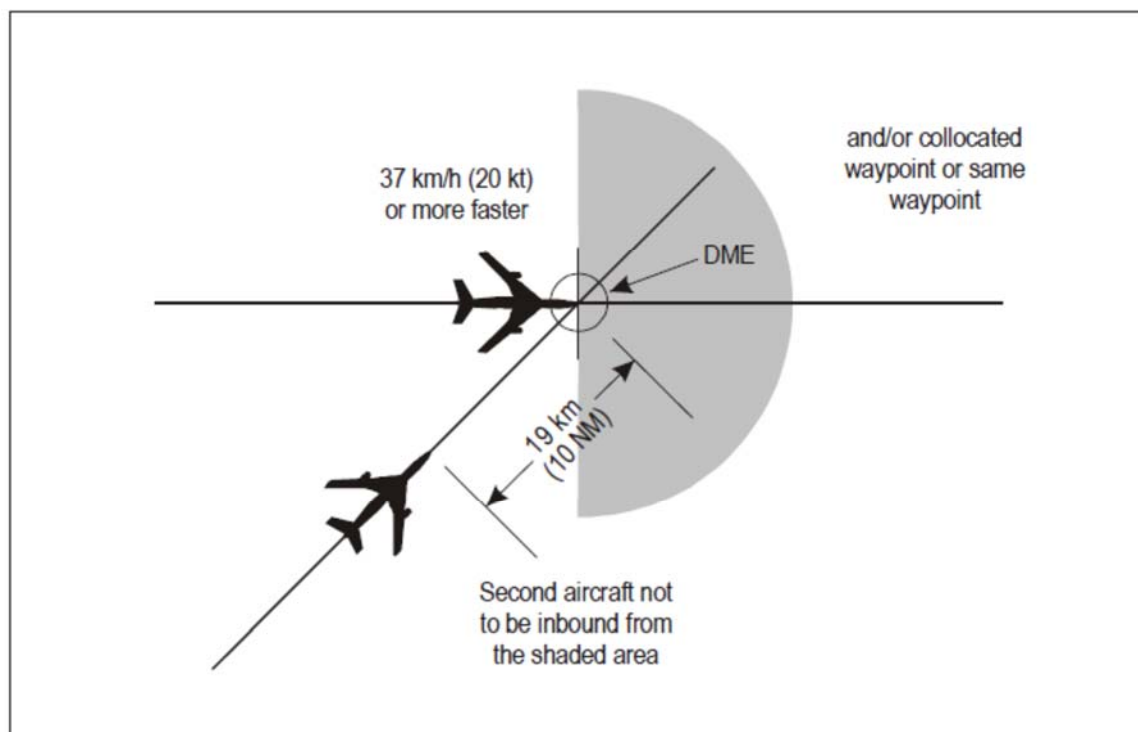 37 km/h (20 kt)
or more faster
and/or collocated
waypoint or same
waypoint
DME
19 km
(10 NM)
Second aircraft not
to be inbound from
the shaded area